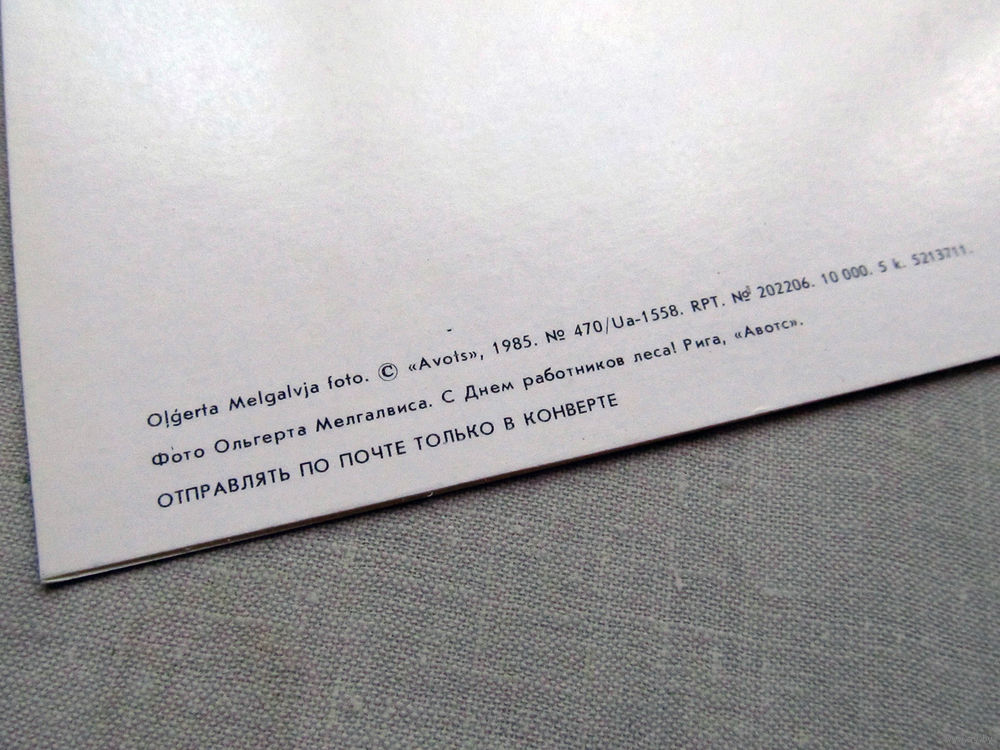 Oļģerta Melgalvja foto. © «Avots», 1985. № 470/Ua-1558. RPT. № 202206. 10 000. 5 k. 5213711.
Фото Ольгерта Мелгалвиса. С Днем работников леса! Рига, «Авотс».
ОТПРАВЛЯТЬ ПО ПОЧТЕ ТОЛЬКО В КОНВЕРТЕ